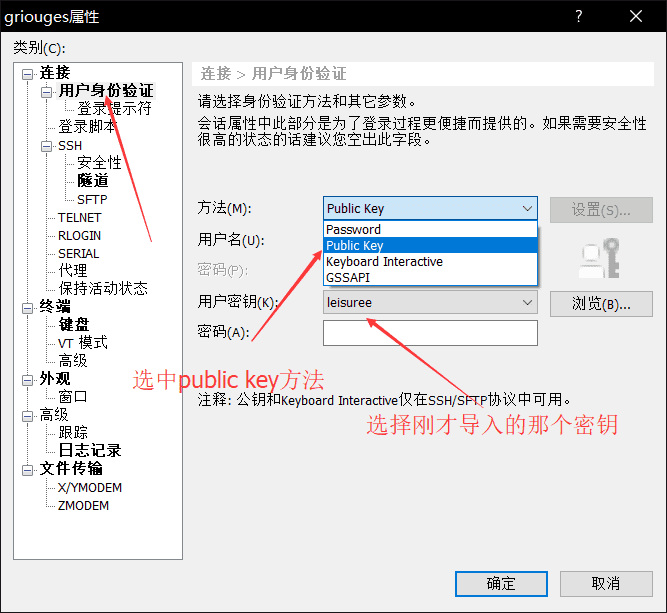 griouges属性
?
类别(C):
连接
用户身份验证
登录提示符
登录脚本
SSH
安全性
隧道
SFTP
TELNET
RLOGIN
SERIAL
代理
保持活动状态
终端
键盘
VT 模式
高级
外观
窗口
高级
跟踪
日志记录
文件传输
X/YMODEM
ZMODEM
连接 > 用户身份验证
请选择身份验证方法和其它参数。
会话属性中此部分是为了登录过程更便捷而提供的。如果需要安全性
很高的状态的话建议您空出此字段。
方法(M):
Public Key
设置(S)...
Password
Public Key
Keyboard Interactive
GSSAPI
用户名(U):
密码(P):
用户密钥(K):
leisuree
浏览(B)...
密码(A):
选中public key方法
注释: 公钥和Keyboard Interactive仅在SSH/SFTP协议中可用。
选择刚才导入的那个密钥
确定
取消